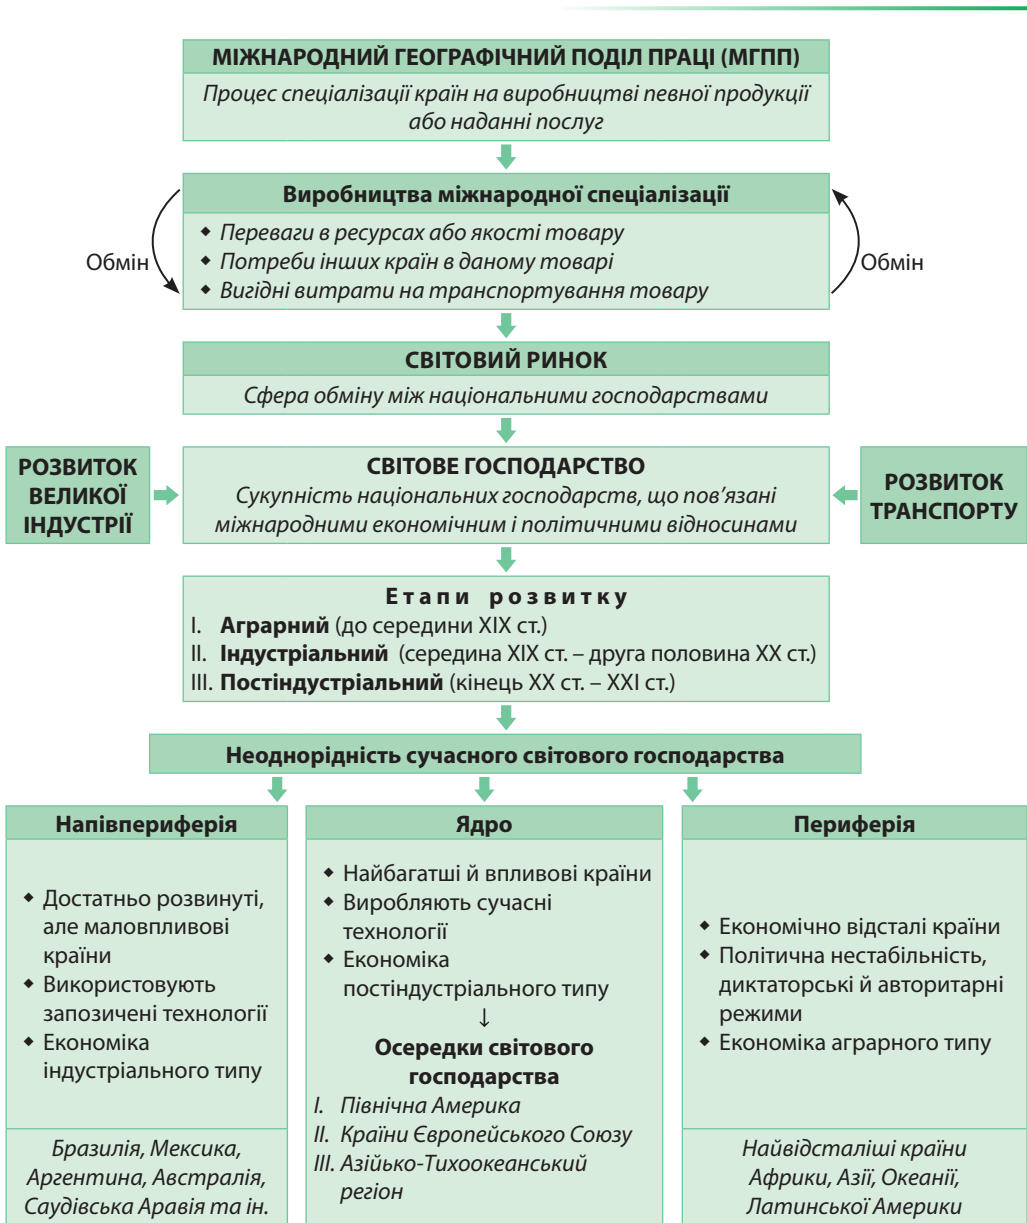 МІЖНАРОДНИЙ ГЕОГРАФІЧНИЙ ПОДІЛ ПРАЦІ (МГПП)
Процес спеціалізації країн на виробництві певної продукції
або наданні послуг
Виробництва міжнародної спеціалізації
◆ Переваги в ресурсах або якості товару
◆ Потреби інших країн в даному товарі
◆ Вигідні витрати на транспортування товару
Обмін
Обмін
СВІТОВИЙ РИНОК
Сфера обміну між національними господарствами
РОЗВИТОК
ВЕЛИКОЇ
ІНДУСТРІЇ
СВІТОВЕ ГОСПОДАРСТВО
Сукупність національних господарств, що пов’язані
міжнародними економічним і політичними відносинами
РОЗВИТОК
ТРАНСПОРТУ
Етапи розвитку
I. Аграрний (до середини XIX ст.)
II. Індустріальний (середина XIX ст. – друга половина XX ст.)
III. Постіндустріальний (кінець XX ст. – XXI ст.)
Неоднорідність сучасного світового господарства
Напівпериферія
◆ Достатньо розвинуті,
але маловпливові
країни
◆ Використовують
запозичені технології
◆ Економіка
індустріального типу
Бразилія, Мексика,
Аргентина, Австралія,
Саудівська Аравія та ін.
Ядро
◆ Найбагатші й впливові країни
◆ Виробляють сучасні
технології
◆ Економіка
постіндустріального типу
↓
Осередки світового
господарства
I. Північна Америка
II. Країни Європейського Союзу
III. Азійько-Тихоокеанський
регіон
Периферія
◆ Економічно відсталі країни
◆ Політична нестабільність,
диктаторські й авторитарні
режими
◆ Економіка аграрного типу
Найвідсталіші країни
Африки, Азії, Океанії,
Латинської Америки